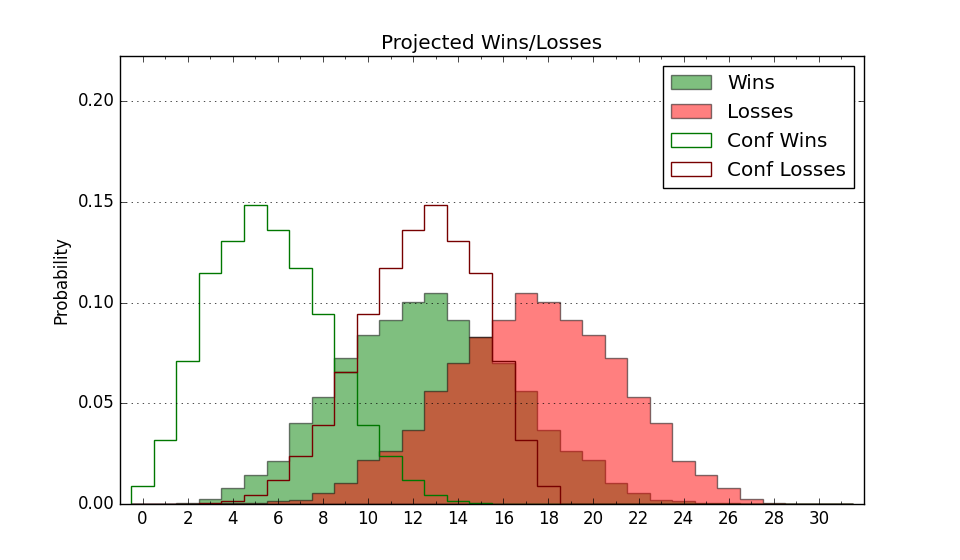 Projected Wins/Losses
Wins
Losses
Conf Wins
Conf Losses
Probability
0.20
0.15
0.10
0.05
0.00
0 2 4 6 8 10 12 14 16 18 20 22 24 26 28 30